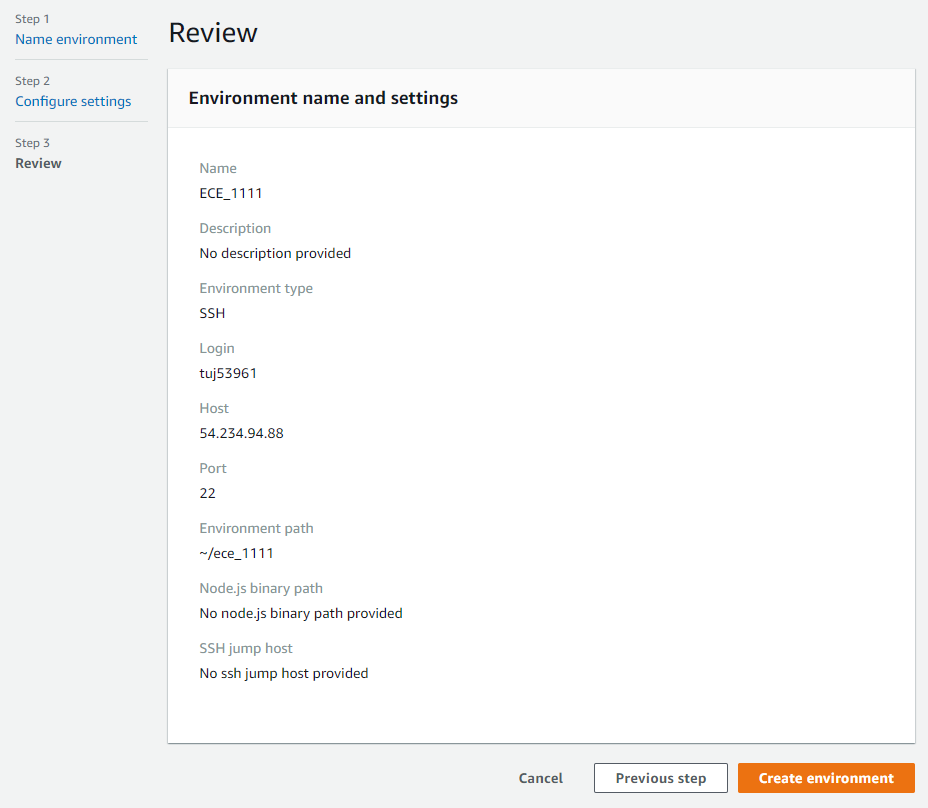 Step 1
Name environment
Step 2
Configure settings
Step 3
Review
Review
Environment name and settings
Name
ECE_1111
Description
No description provided
Environment type
SSH
Login
tuj53961
Host
54.234.94.88
Port
22
Environment path
~/ece_1111
Node.js binary path
No node.js binary path provided
SSH jump host
No ssh jump host provided
Cancel
Previous step
Create environment